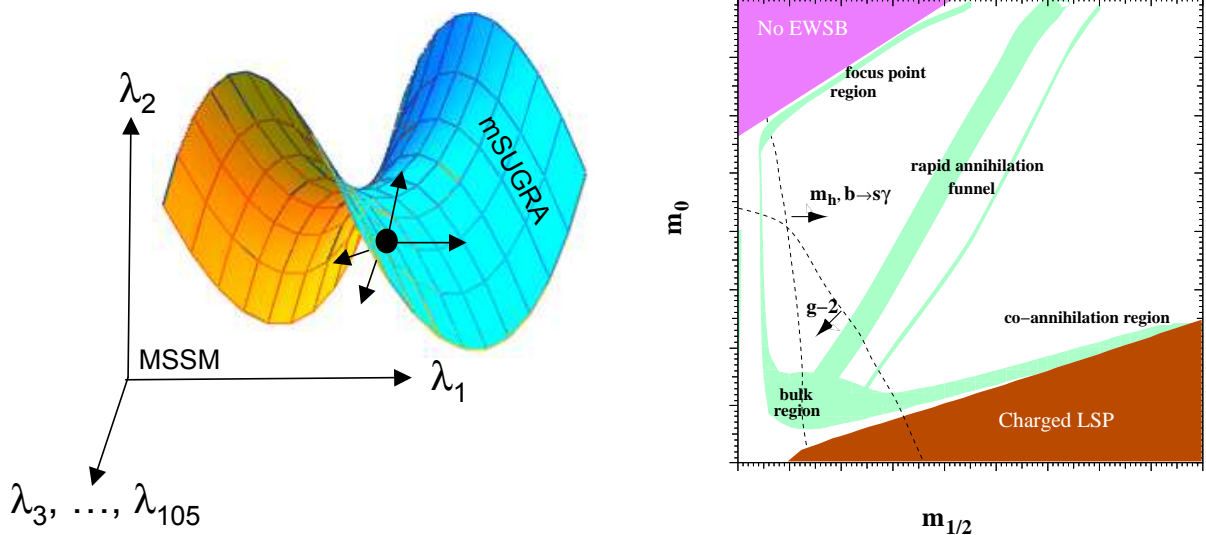 λ2
mSUGRA
MSSM
λ1
λ3, ..., λ105
No EWSB
focus point
region
rapid annihilation
funnel
mh, b→sγ
m0
g−2
co−annihilation region
bulk
region
Charged LSP
m1/2